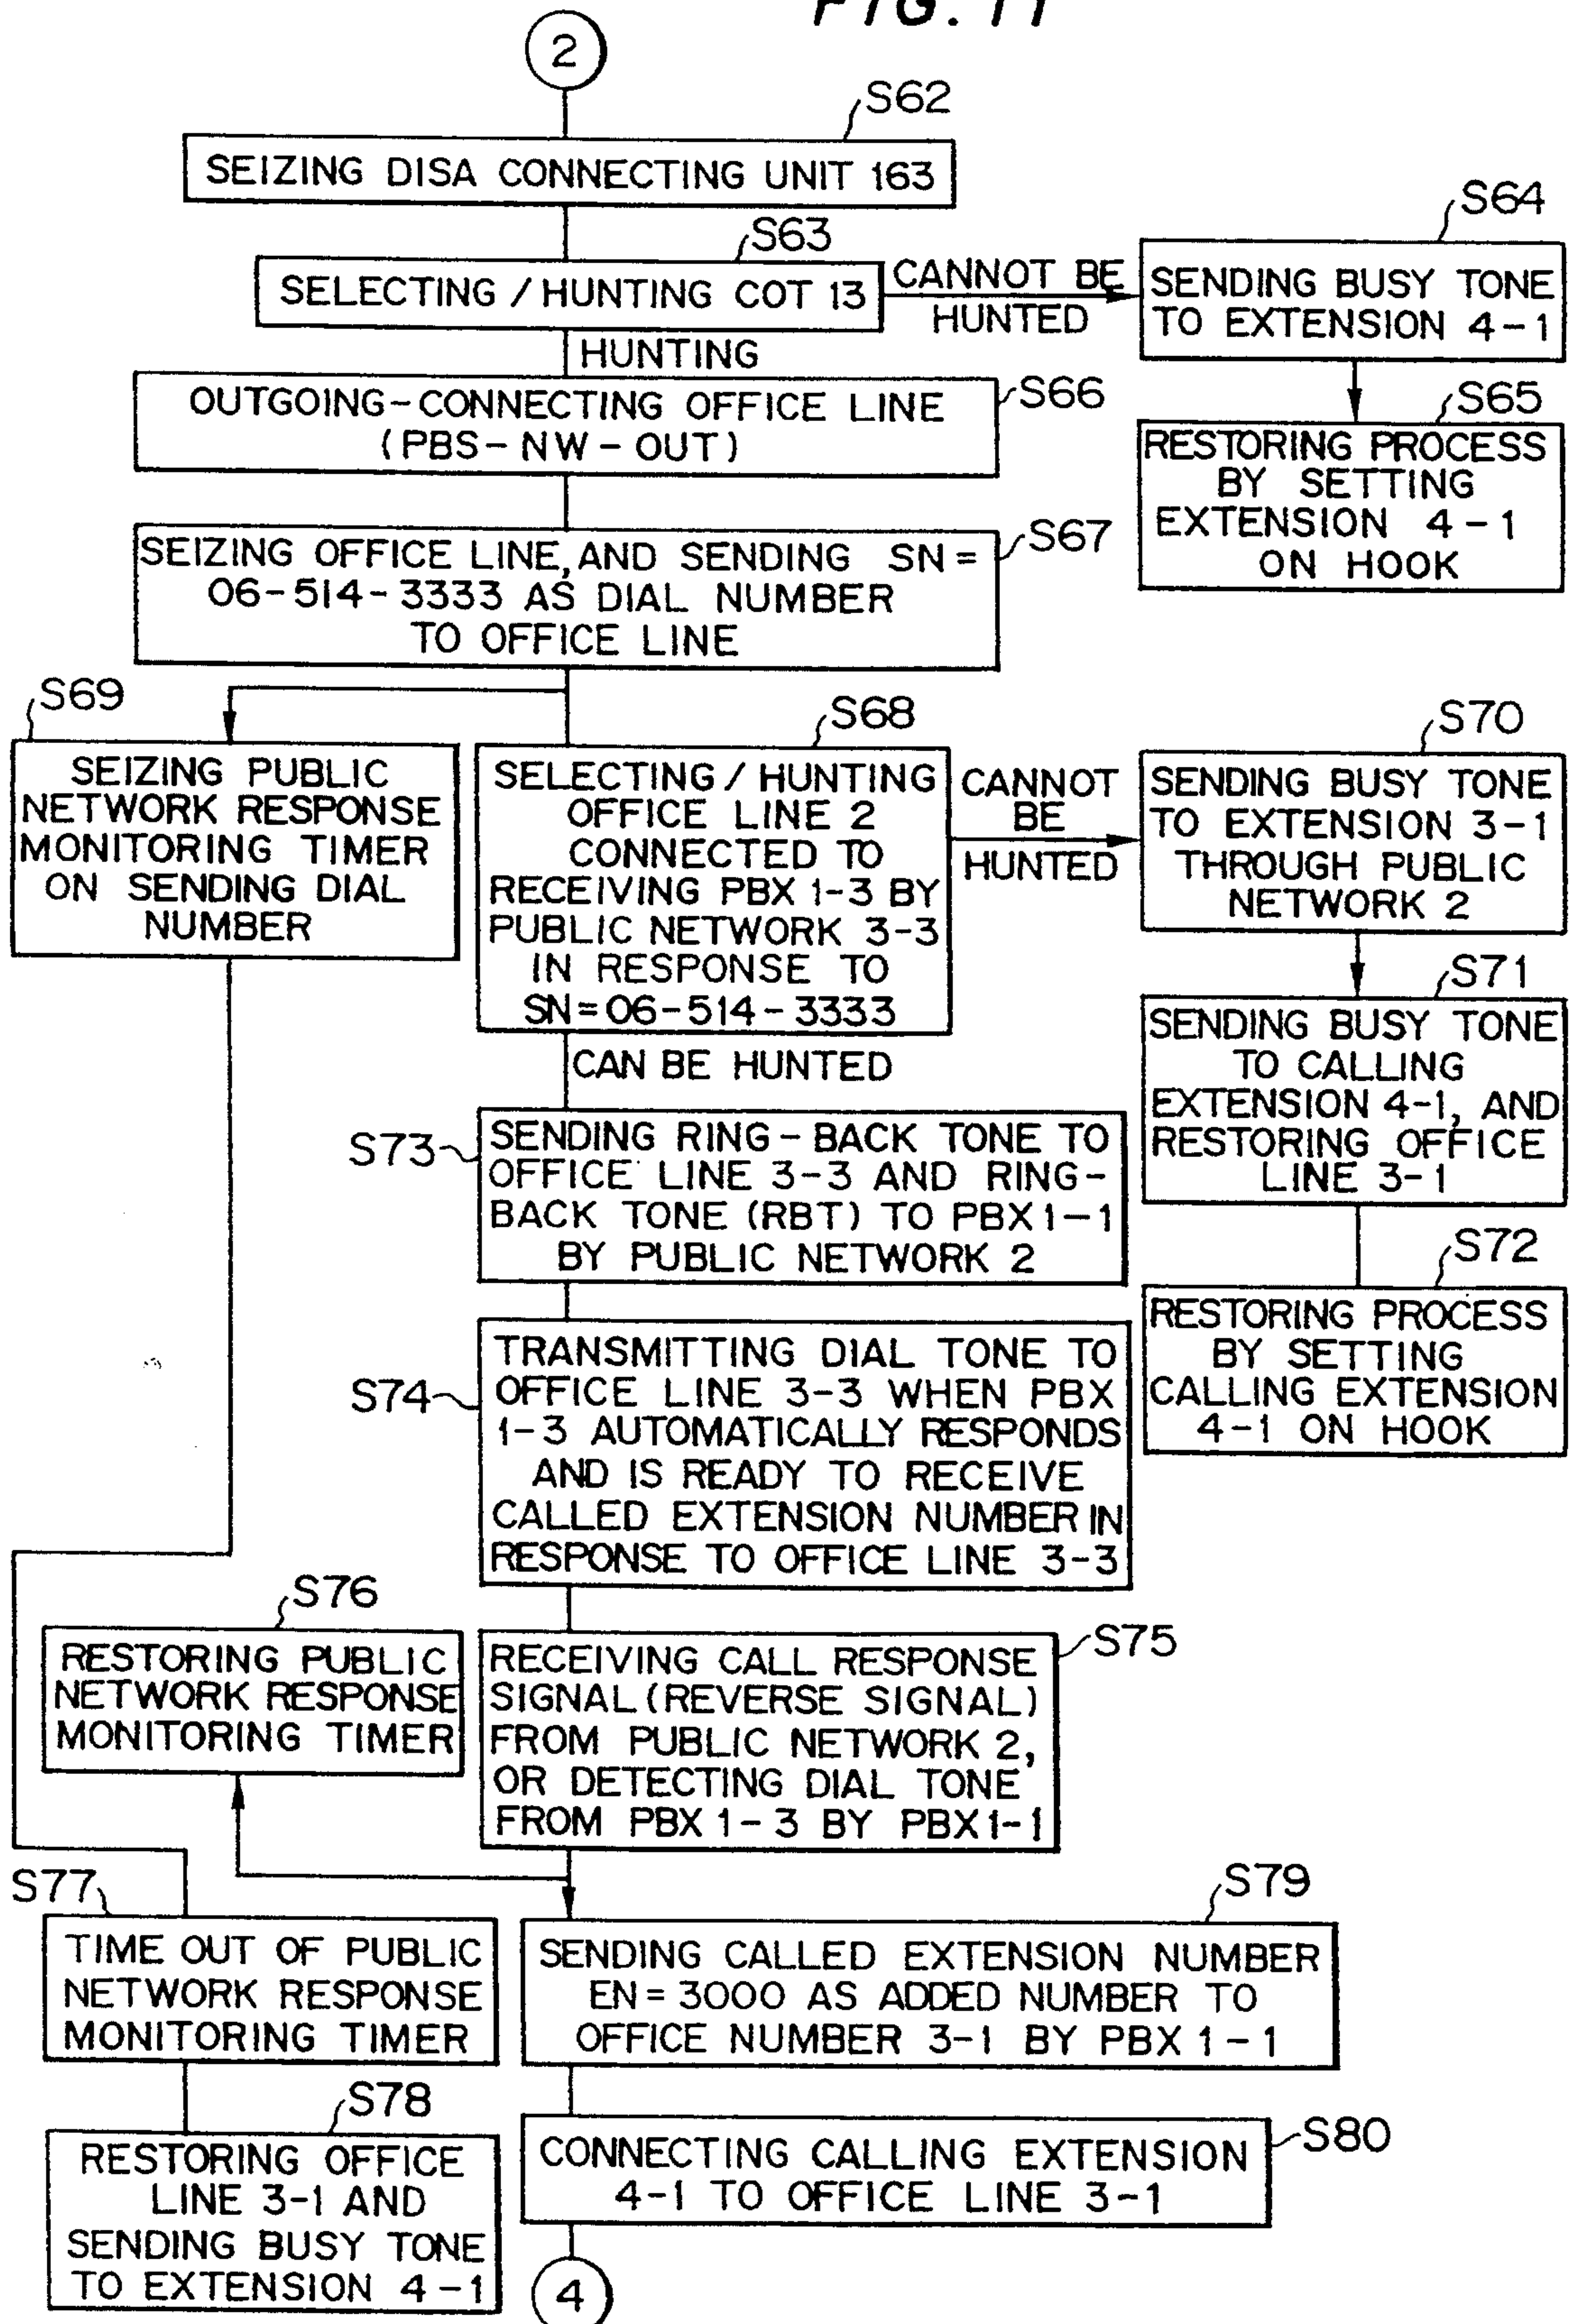 FIG. 11
2
S62
SEIZING DISA CONNECTING UNIT 163
S63
SELECTING / HUNTING COT 13
CANNOT BE
HUNTED
S64
SENDING BUSY TONE
TO EXTENSION 4-1
HUNTING
S66
OUTGOING-CONNECTING OFFICE LINE
(PBS-NW-OUT)
S65
RESTORING PROCESS
BY SETTING
EXTENSION 4-1
ON HOOK
S67
SEIZING OFFICE LINE, AND SENDING SN =
06-514-3333 AS DIAL NUMBER
TO OFFICE LINE
S69
SEIZING PUBLIC
NETWORK RESPONSE
MONITORING TIMER
ON SENDING DIAL
NUMBER
S68
SELECTING / HUNTING
OFFICE LINE 2
CONNECTED TO
RECEIVING PBX 1-3 BY
PUBLIC NETWORK 3-3
IN RESPONSE TO
SN=06-514-3333
CANNOT
BE
HUNTED
S70
SENDING BUSY TONE
TO EXTENSION 3-1
THROUGH PUBLIC
NETWORK 2
S71
SENDING BUSY TONE
TO CALLING
EXTENSION 4-1, AND
RESTORING OFFICE
LINE 3-1
CAN BE HUNTED
S73
SENDING RING-BACK TONE TO
OFFICE LINE 3-3 AND RING-
BACK TONE (RBT) TO PBX 1-1
BY PUBLIC NETWORK 2
S72
RESTORING PROCESS
BY SETTING
CALLING EXTENSION
4-1 ON HOOK
S74
TRANSMITTING DIAL TONE TO
OFFICE LINE 3-3 WHEN PBX
1-3 AUTOMATICALLY RESPONDS
AND IS READY TO RECEIVE
CALLED EXTENSION NUMBER IN
RESPONSE TO OFFICE LINE 3-3
S76
RESTORING PUBLIC
NETWORK RESPONSE
MONITORING TIMER
S75
RECEIVING CALL RESPONSE
SIGNAL (REVERSE SIGNAL)
FROM PUBLIC NETWORK 2,
OR DETECTING DIAL TONE
FROM PBX 1-3 BY PBX 1-1
S77
TIME OUT OF PUBLIC
NETWORK RESPONSE
MONITORING TIMER
S79
SENDING CALLED EXTENSION NUMBER
EN = 3000 AS ADDED NUMBER TO
OFFICE NUMBER 3-1 BY PBX 1-1
S78
RESTORING OFFICE
LINE 3-1 AND
SENDING BUSY TONE
TO EXTENSION 4-1
S80
CONNECTING CALLING EXTENSION
4-1 TO OFFICE LINE 3-1
4